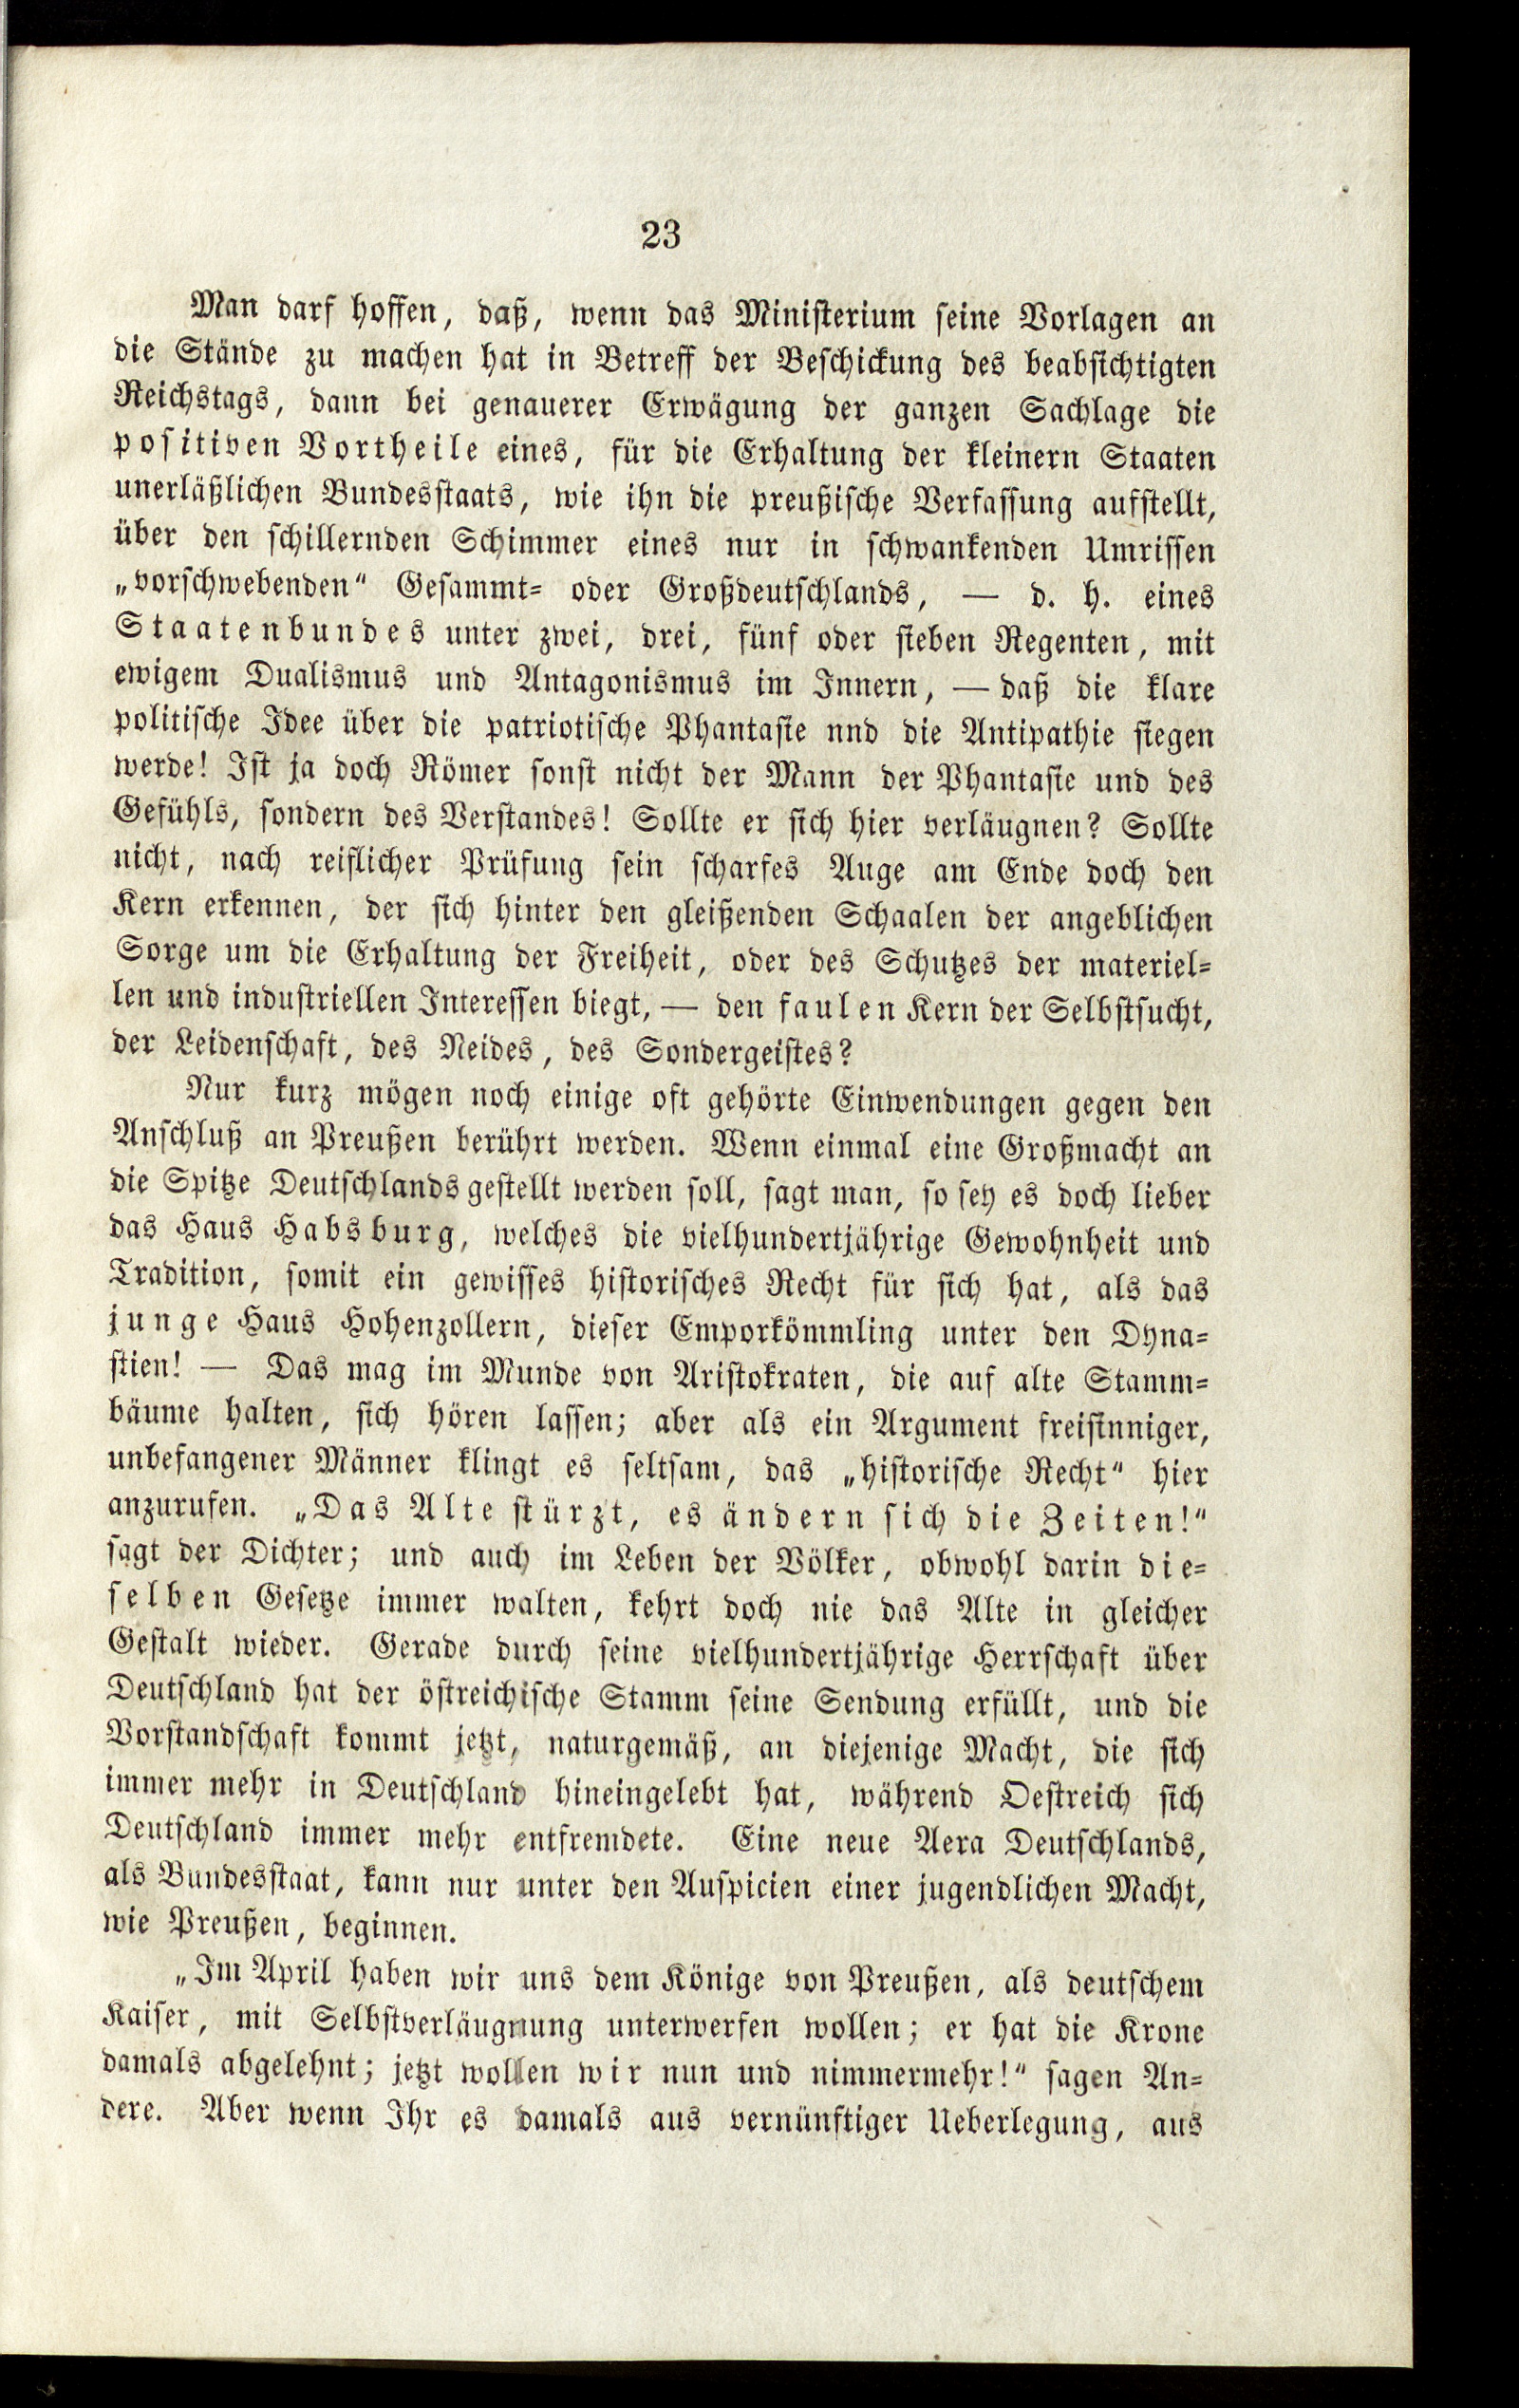 23
Man darf hoffen, daß, wenn das Ministerium seine Vorlagen an
die Stände zu machen hat in Betreff der Beschickung des beabsichtigten
Reichstags, dann bei genauerer Erwägung der ganzen Sachlage die
positiven Vortheile eines, für die Erhaltung der kleinern Staaten
unerläßlichen Bundesstaats, wie ihn die preußische Verfassung aufstellt,
über den schillernden Schimmer eines nur in schwankenden Umrissen
„vorschwebenden“ Gesammt- oder Großdeutschlands, — d. h. eines
Staatenbundes unter zwei, drei, fünf oder sieben Regenten, mit
ewigem Dualismus und Antagonismus im Innern, — daß die klare
politische Idee über die patriotische Phantasie nnd die Antipathie siegen
werde! Ist ja doch Römer sonst nicht der Mann der Phantasie und des
Gefühls, sondern des Verstandes! Sollte er sich hier verläugnen? Sollte
nicht, nach reiflicher Prüfung sein scharfes Auge am Ende doch den
Kern erkennen, der sich hinter den gleißenden Schaalen der angeblichen
Sorge um die Erhaltung der Freiheit, oder des Schutzes der materiel-
len und industriellen Interessen biegt, — den faulen Kern der Selbstsucht,
der Leidenschaft, des Neides, des Sondergeistes?
Nur kurz mögen noch einige oft gehörte Einwendungen gegen den
Anschluß an Preußen berührt werden. Wenn einmal eine Großmacht an
die Spitze Deutschlands gestellt werden soll, sagt man, so sey es doch lieber
das Haus Habsburg, welches die vielhundertjährige Gewohnheit und
Tradition, somit ein gewisses historisches Recht für sich hat, als das
junge Haus Hohenzollern, dieser Emporkömmling unter den Dyna-
stien! — Das mag im Munde von Aristokraten, die auf alte Stamm-
bäume halten, sich hören lassen; aber als ein Argument freisinniger,
unbefangener Männer klingt es seltsam, das „historische Recht“ hier
anzurufen. „Das Alte stürzt, es ändern sich die Zeiten!“
sagt der Dichter; und auch im Leben der Völker, obwohl darin die-
selben Gesetze immer walten, kehrt doch nie das Alte in gleicher
Gestalt wieder. Gerade durch seine vielhundertjährige Herrschaft über
Deutschland hat der östreichische Stamm seine Sendung erfüllt, und die
Vorstandschaft kommt jetzt, naturgemäß, an diejenige Macht, die sich
immer mehr in Deutschland hineingelebt hat, während Oestreich sich
Deutschland immer mehr entfremdete. Eine neue Aera Deutschlands,
als Bundesstaat, kann nur unter den Auspicien einer jugendlichen Macht,
wie Preußen, beginnen.
„Im April haben wir uns dem Könige von Preußen, als deutschem
Kaiser, mit Selbstverläugnung unterwerfen wollen; er hat die Krone
damals abgelehnt; jetzt wollen wir nun und nimmermehr!“ sagen An-
dere. Aber wenn Ihr es damals aus vernünftiger Ueberlegung, aus